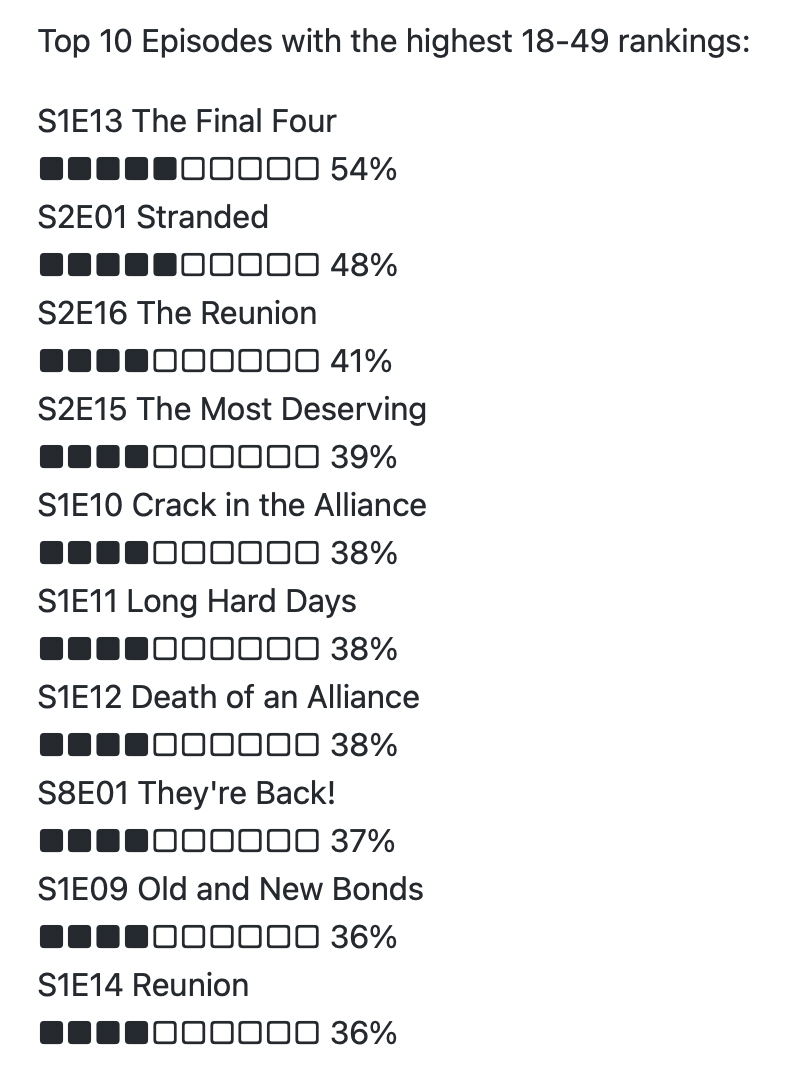 Top 10 Episodes with the highest 18-49 rankings:
S1E13 The Final Four
■■■■■□□□□□ 54%
S2E01 Stranded
■■■■■□□□□□ 48%
S2E16 The Reunion
■■■■□□□□□□ 41%
S2E15 The Most Deserving
■■■■□□□□□□ 39%
S1E10 Crack in the Alliance
■■■■□□□□□□ 38%
S1E11 Long Hard Days
■■■■□□□□□□ 38%
S1E12 Death of an Alliance
■■■■□□□□□□ 38%
S8E01 They're Back!
■■■■□□□□□□ 37%
S1E09 Old and New Bonds
■■■■□□□□□□ 36%
S1E14 Reunion
■■■■□□□□□□ 36%